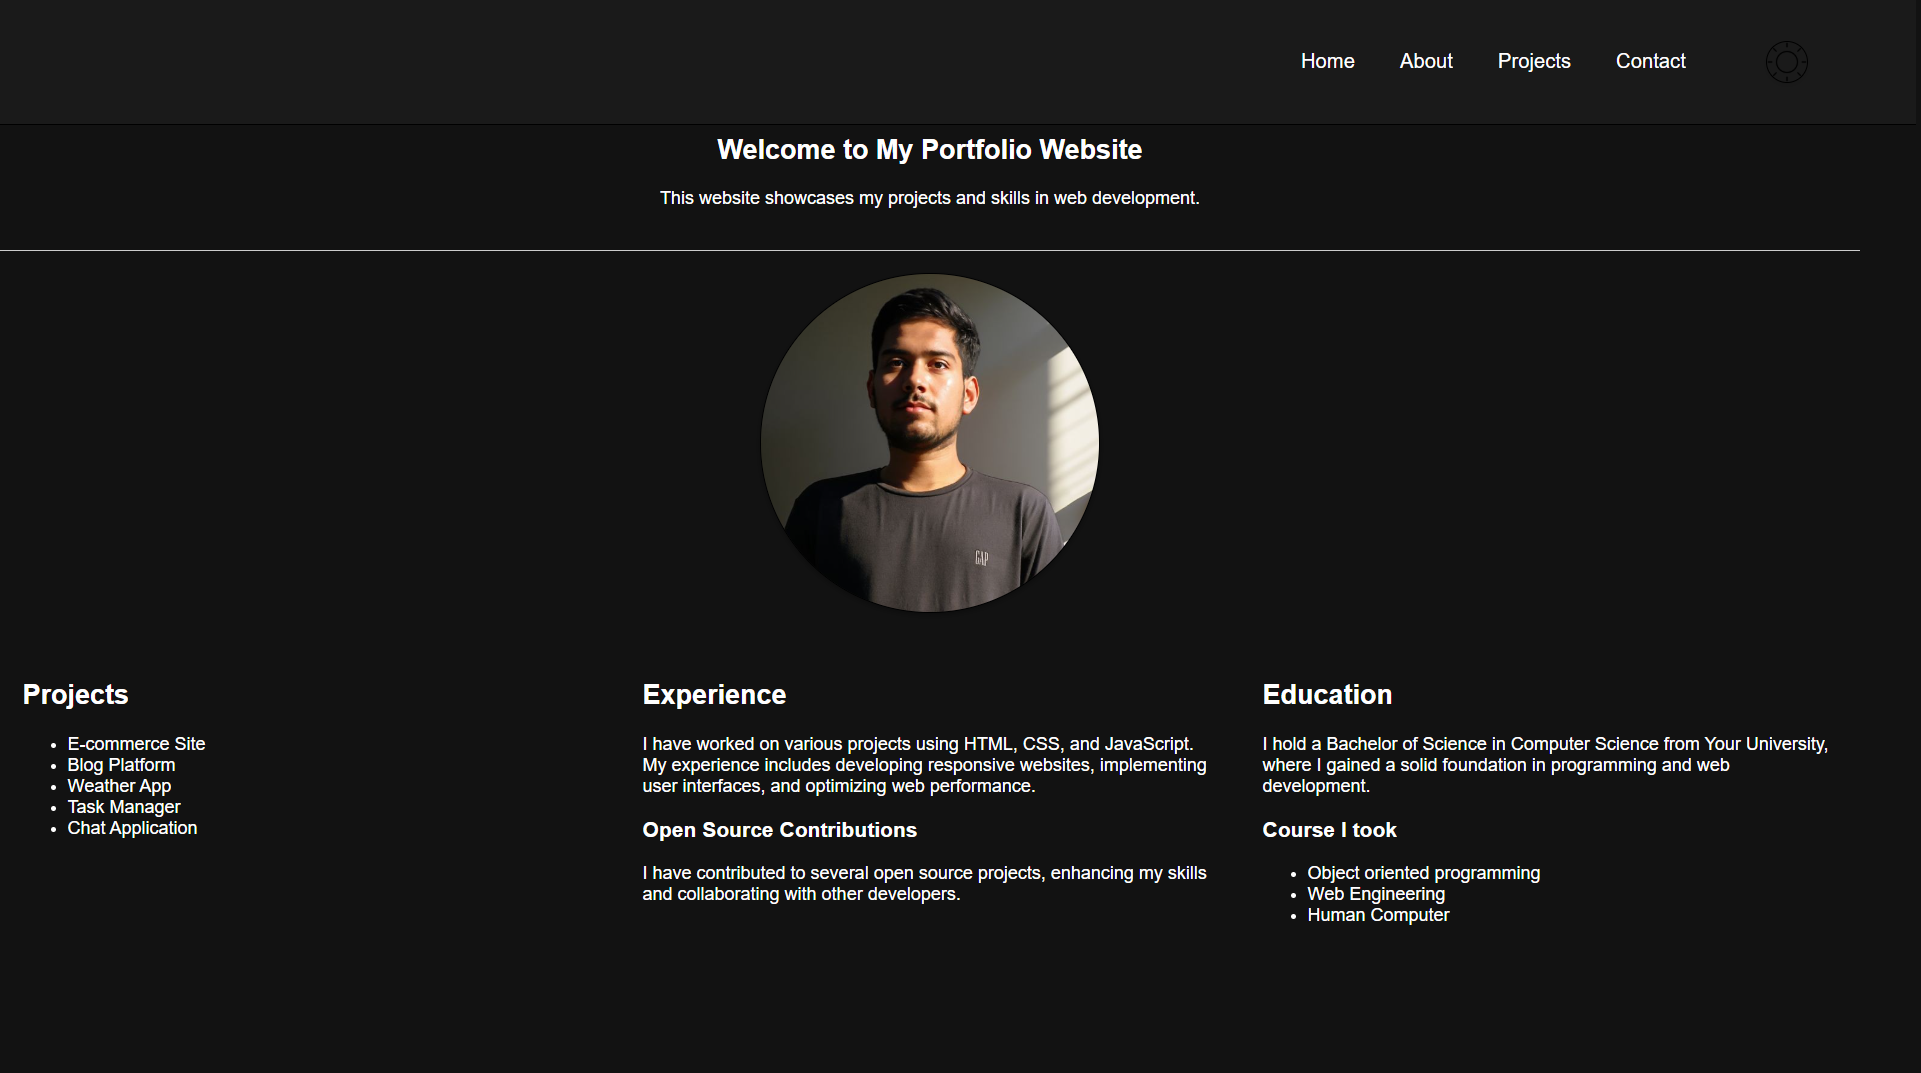 Home About Projects Contact
Welcome to My Portfolio Website
This website showcases my projects and skills in web development.
GAP
Projects
E-commerce Site
Blog Platform
Weather App
Task Manager
Chat Application
Experience
I have worked on various projects using HTML, CSS, and JavaScript.
My experience includes developing responsive websites, implementing
user interfaces, and optimizing web performance.
Open Source Contributions
I have contributed to several open source projects, enhancing my skills
and collaborating with other developers.
Education
I hold a Bachelor of Science in Computer Science from Your University,
where I gained a solid foundation in programming and web
development.
Course I took
Object oriented programming
Web Engineering
Human Computer